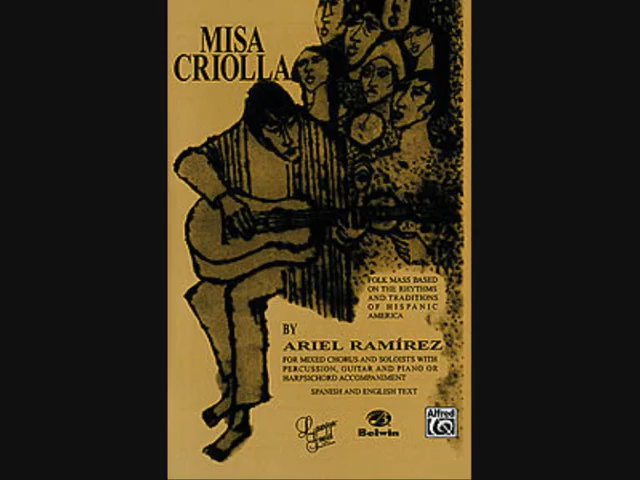 MISA
CRIOLLA
FOLK MASS BASED
ON THE RHYTHMS
AND TRADITIONS
OF HISPANIC
AMERICA
BY
ARIEL RAMÍREZ
FOR MIXED CHORUS AND SOLOISTS WITH
PERCUSSION, GUITAR AND PIANO OR
HARPSICHORD ACCOMPANIMENT
SPANISH AND ENGLISH TEXT
Belwin
Alfred